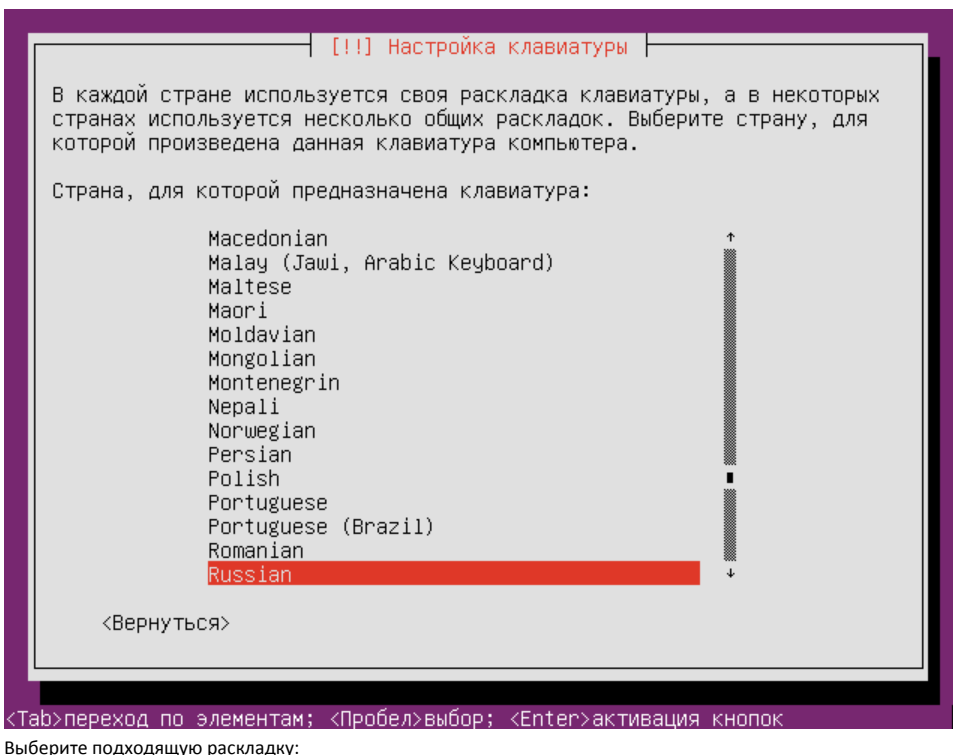 [!!] Настройка клавиатуры
В каждой стране используется своя раскладка клавиатуры, а в некоторых
странах используется несколько общих раскладок. Выберите страну, для
которой произведена данная клавиатура компьютера.
Страна, для которой предназначена клавиатура:
Macedonian
Malay (Jawi, Arabic Keyboard)
Maltese
Maori
Moldavian
Mongolian
Montenegrin
Nepali
Norwegian
Persian
Polish
Portuguese
Portuguese (Brazil)
Romanian
Russian
<Вернуться>
<Tab>переход по элементам; <Пробел>выбор; <Enter>активация кнопок
Выберите подходящую раскладку: